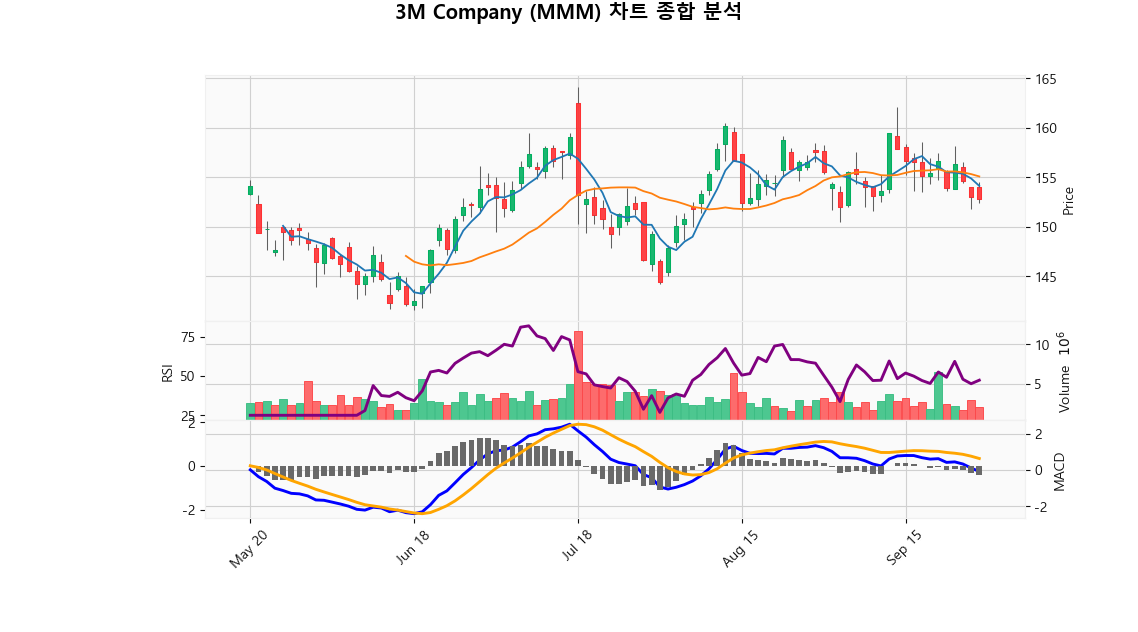 3M Company (MMM) 차트 종합 분석
165
160
155
150
145
Price
75
50
25
RSI
10
5
Volume 10^6
2
0
-2
2
0
-2
MACD
May 20
Jun 18
Jul 18
Aug 15
Sep 15